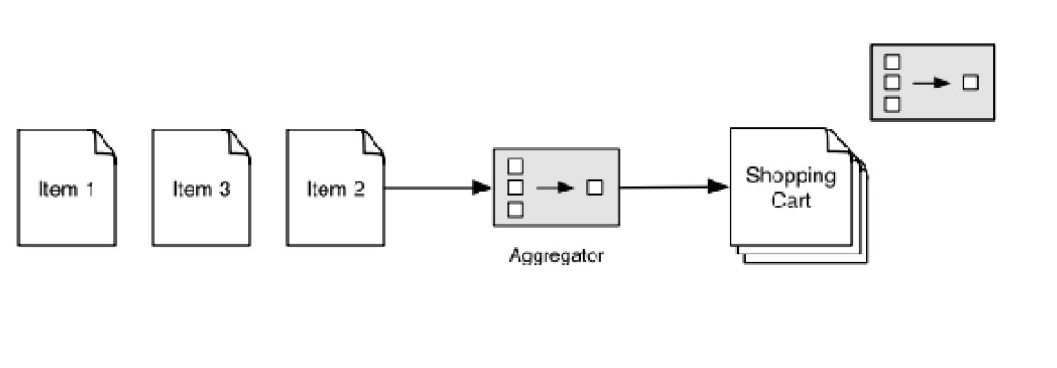 Item 1
Item 3
Item 2
Aggregator
Shopping
Cart